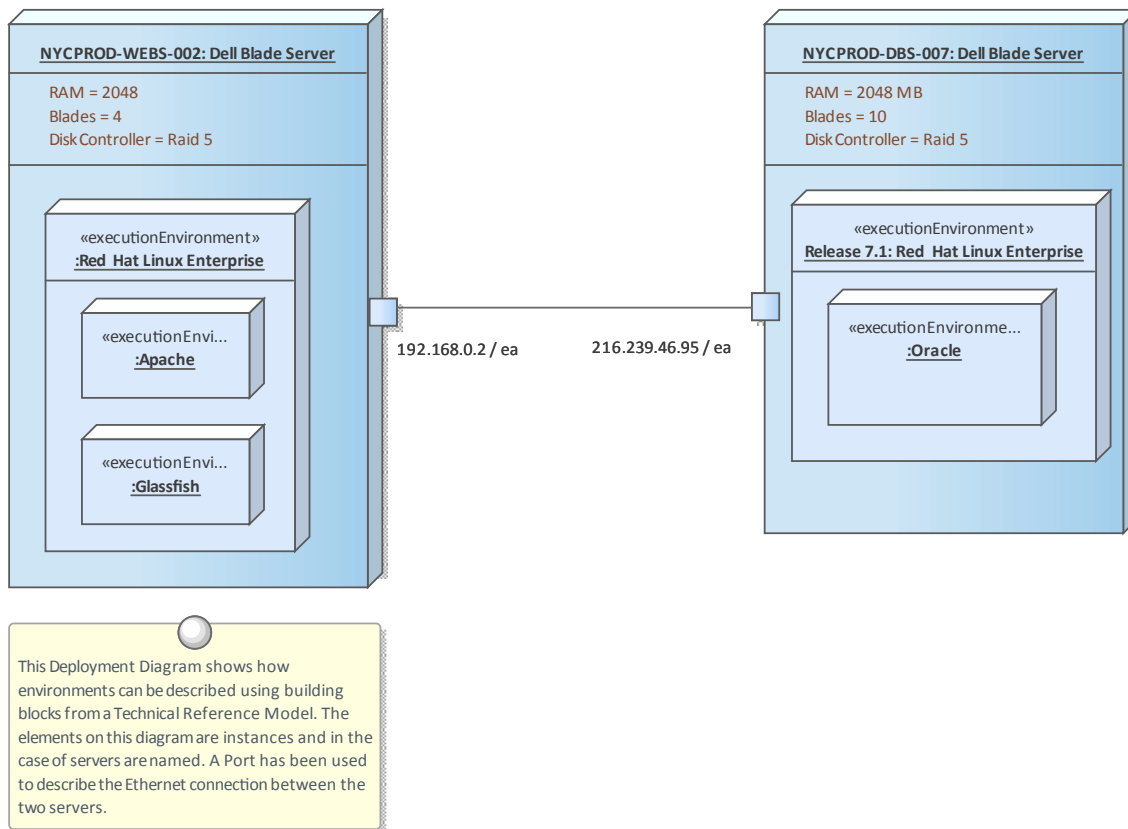 NYCPROD-WEBS-002: Dell Blade Server
RAM = 2048
Blades = 4
DiskController = Raid 5
«executionEnvironment»
:Red Hat Linux Enterprise
«executionEnvi...
:Apache
«executionEnvi...
:Glassfish
192.168.0.2 / ea
216.239.46.95 / ea
NYCPROD-DBS-007: Dell Blade Server
RAM = 2048 MB
Blades = 10
DiskController = Raid 5
«executionEnvironment»
Release 7.1: Red Hat Linux Enterprise
«executionEnvironme...
:Oracle
This Deployment Diagram shows how
environments can be described using building
blocks from a Technical Reference Model. The
elements on this diagram are instances and in the
case of servers are named. A Port has been used
to describe the Ethernet connection between the
two servers.